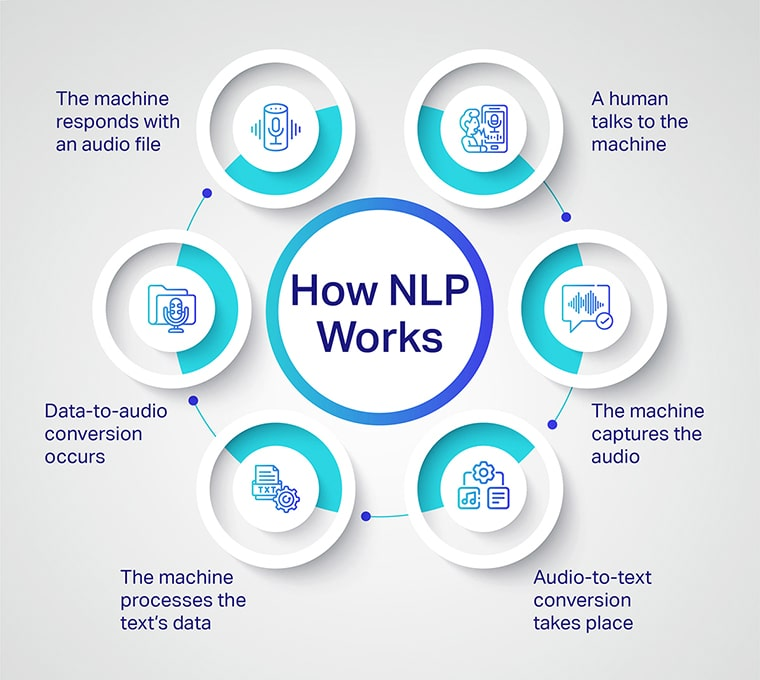 How NLP
Works
A human
talks to the
machine
The machine
captures the
audio
Audio-to-text
conversion
takes place
TXT
The machine
processes the
text's data
Data-to-audio
conversion
occurs
The machine
responds with
an audio file